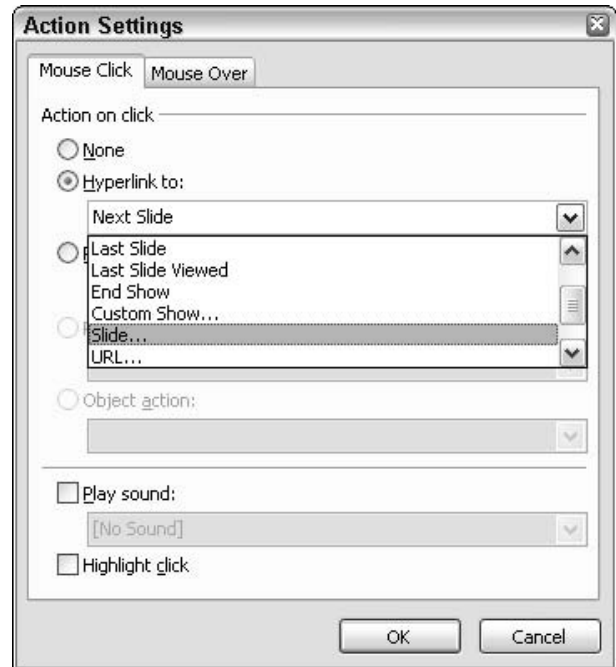 Action Settings
Mouse Click Mouse Over
Action on click
None
Hyperlink to:
Next Slide
Last Slide
Last Slide Viewed
End Show
Custom Show...
Slide...
URL...
Object action:
Play sound:
[No Sound]
Highlight click
OK Cancel